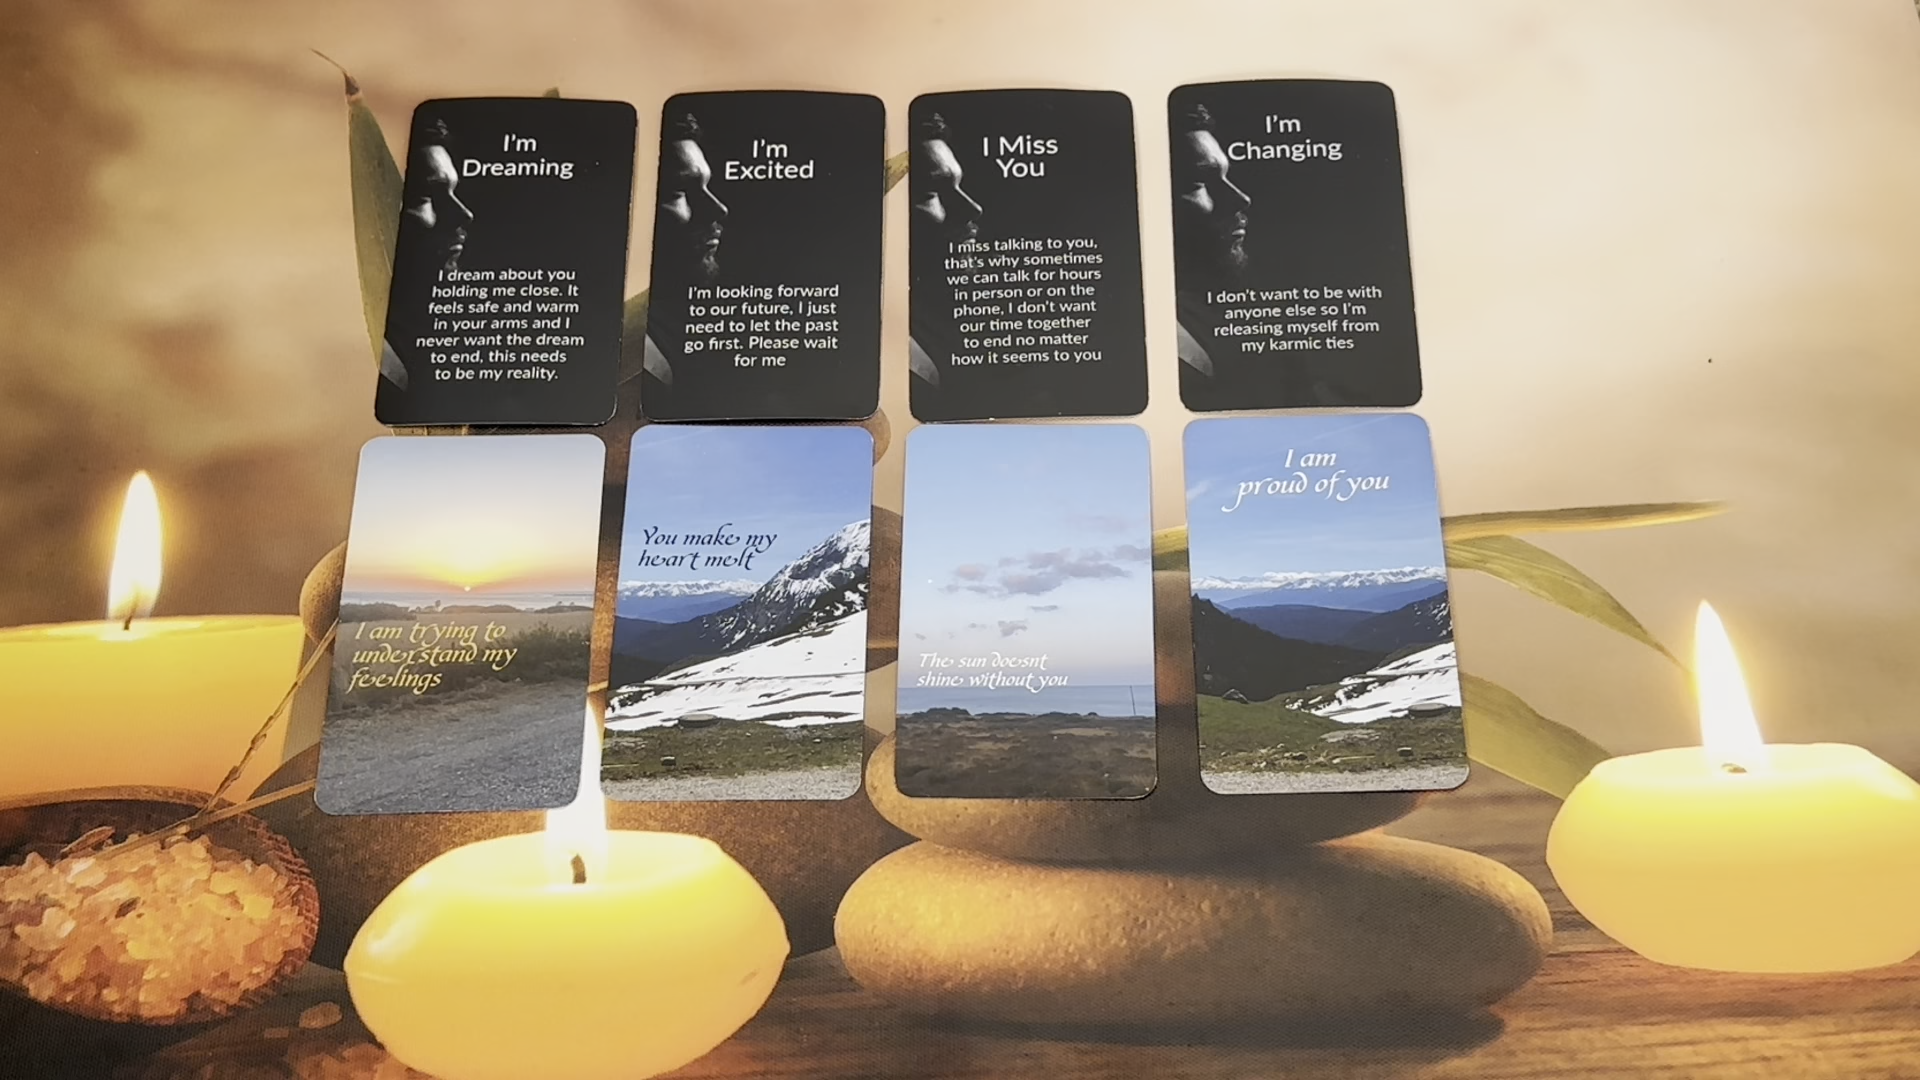 I'm
Dreaming
I dream about you
holding me close. It
feels safe and warm
in your arms and I
never want the dream
to end, this needs
to be my reality.
I'm
Excited
I'm looking forward
to our future, I just
need to let the past
go first. Please wait
for me
I Miss
You
I miss talking to you,
that's why sometimes
we can talk for hours
in person or on the
phone, I don't want
our time together
to end no matter
how it seems to you
I'm
Changing
I don't want to be with
anyone else so I'm
releasing myself from
my karmic ties
I am trying to
understand my
feelings
You make my
heart melt
The sun doesnt
shine without you
I am
proud of you